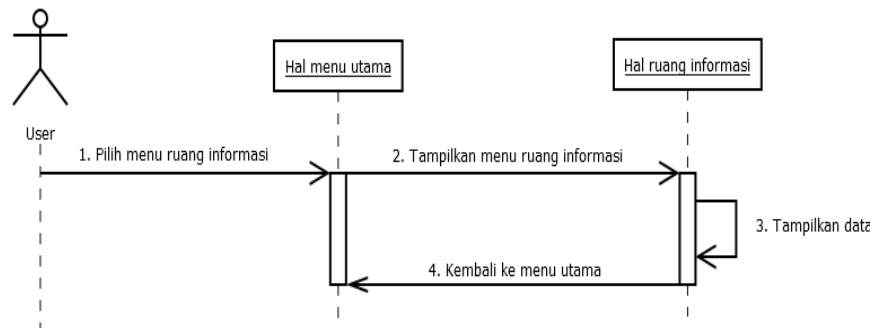 Hal menu utama
Hal ruang informasi
User
1. Pilih menu ruang informasi
2. Tampilkan menu ruang informasi
3. Tampilkan data
4. Kembali ke menu utama